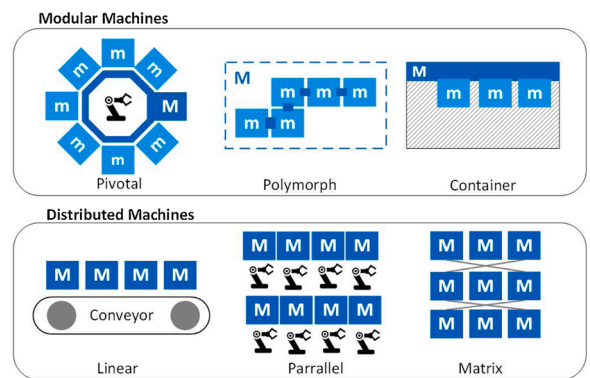 Modular Machines
m
m m
m M
m m
m
Pivotal
M
m m m
m m
Polymorph
M
m m m
Container
Distributed Machines
M M M M
Conveyor
Linear
M M M M
M M M M
Parrallel
M M M
M M M
M M M
Matrix